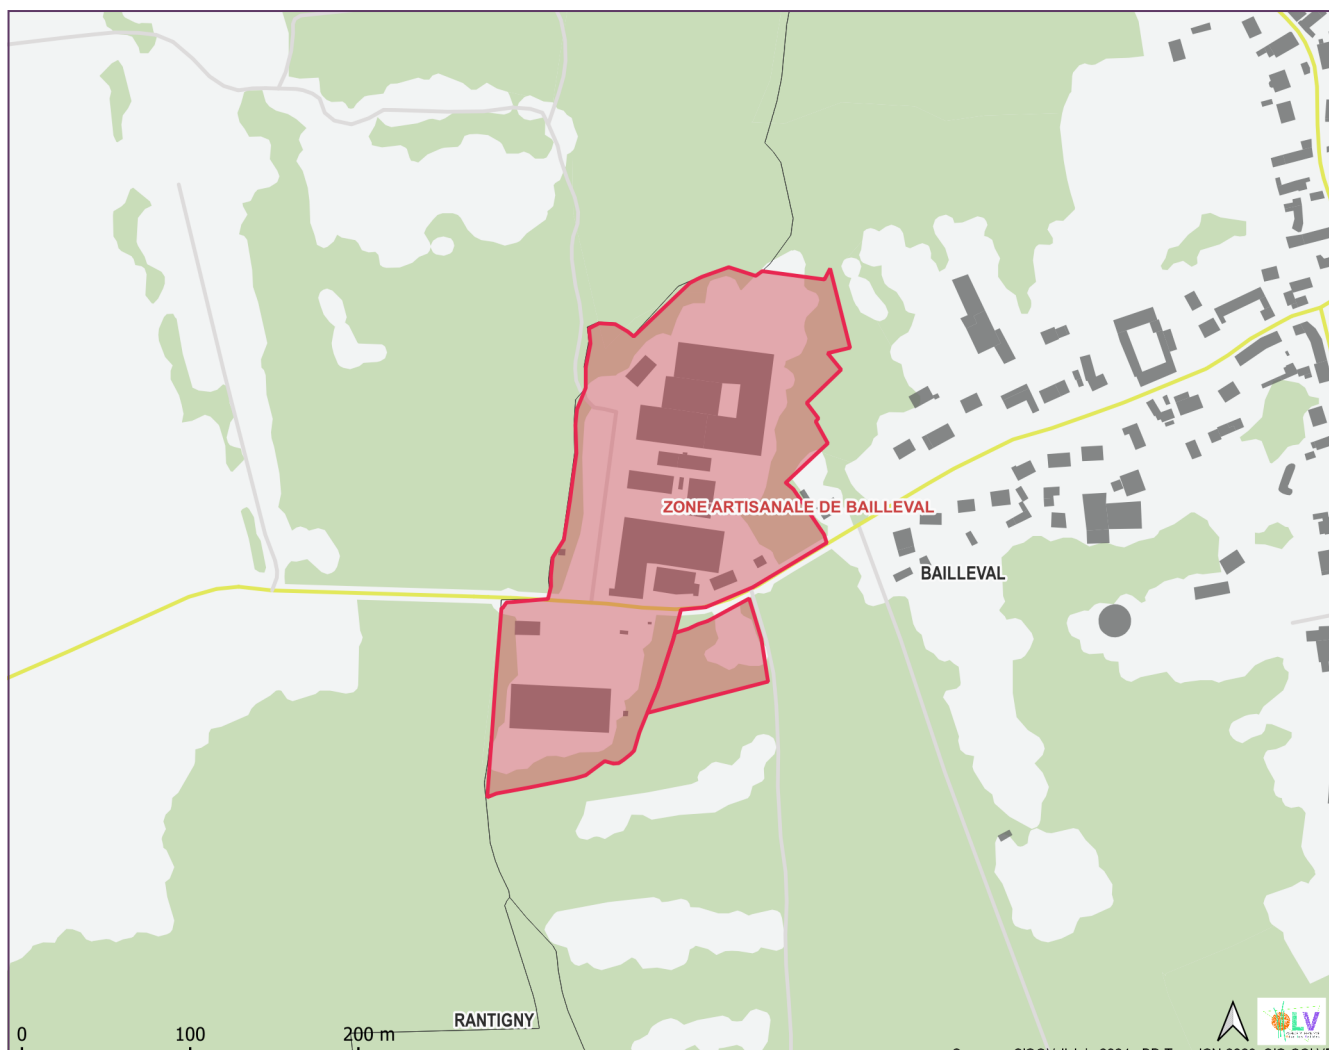 ZONE ARTISANALE DE BAILLEVAL
BAILLEVAL
RANTIGNY
0 100 200 m
LV